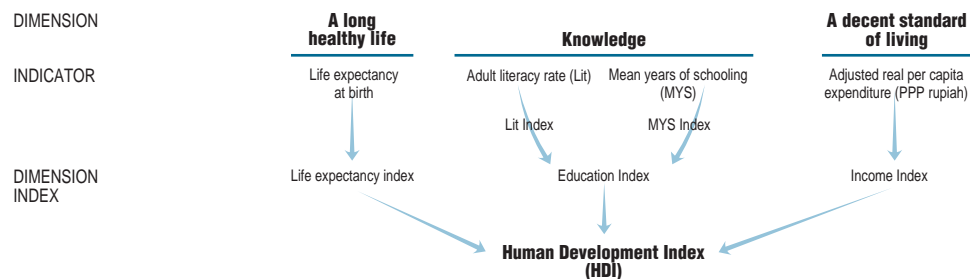 DIMENSION
A long
healthy life
Knowledge
A decent standard
of living
INDICATOR
Life expectancy
at birth
Adult literacy rate (Lit)
Mean years of schooling
(MYS)
Adjusted real per capita
expenditure (PPP rupiah)
Lit Index
MYS Index
DIMENSION
INDEX
Life expectancy index
Education Index
Income Index
Human Development Index
(HDI)